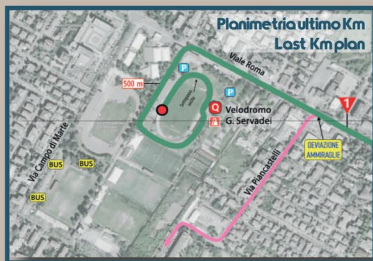 Planimetria ultimo Km
Last Km plan
Viale Roma
P
500 m
P
1
Q Velodromo
G. Servadei
Via Campo di Marte
DEVIAZIONE
AMMIRAGLIE
BUS
BUS
BUS
Via Piancastelli